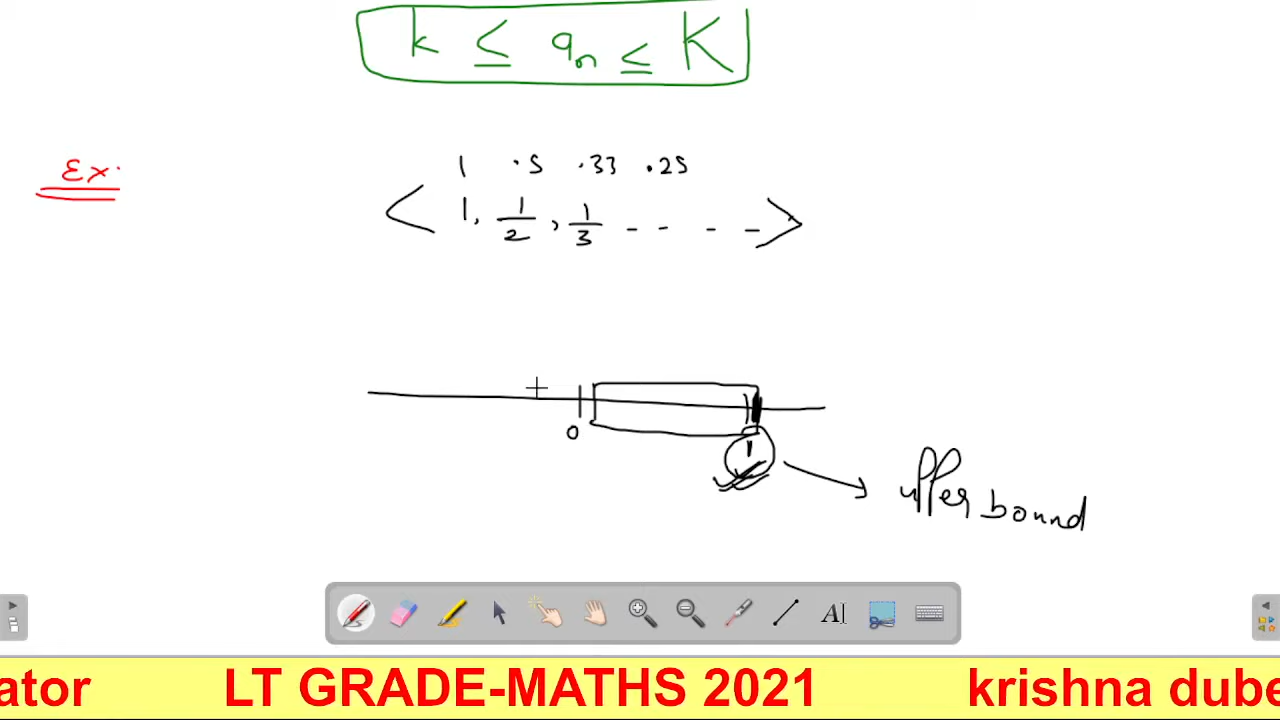 k ≤ an ≤ K
Ex.
1 .5 .33 .25
< 1, 1/2, 1/3 - - - - >
0
1
upper bound
AI
ator LT GRADE-MATHS 2021 krishna dube